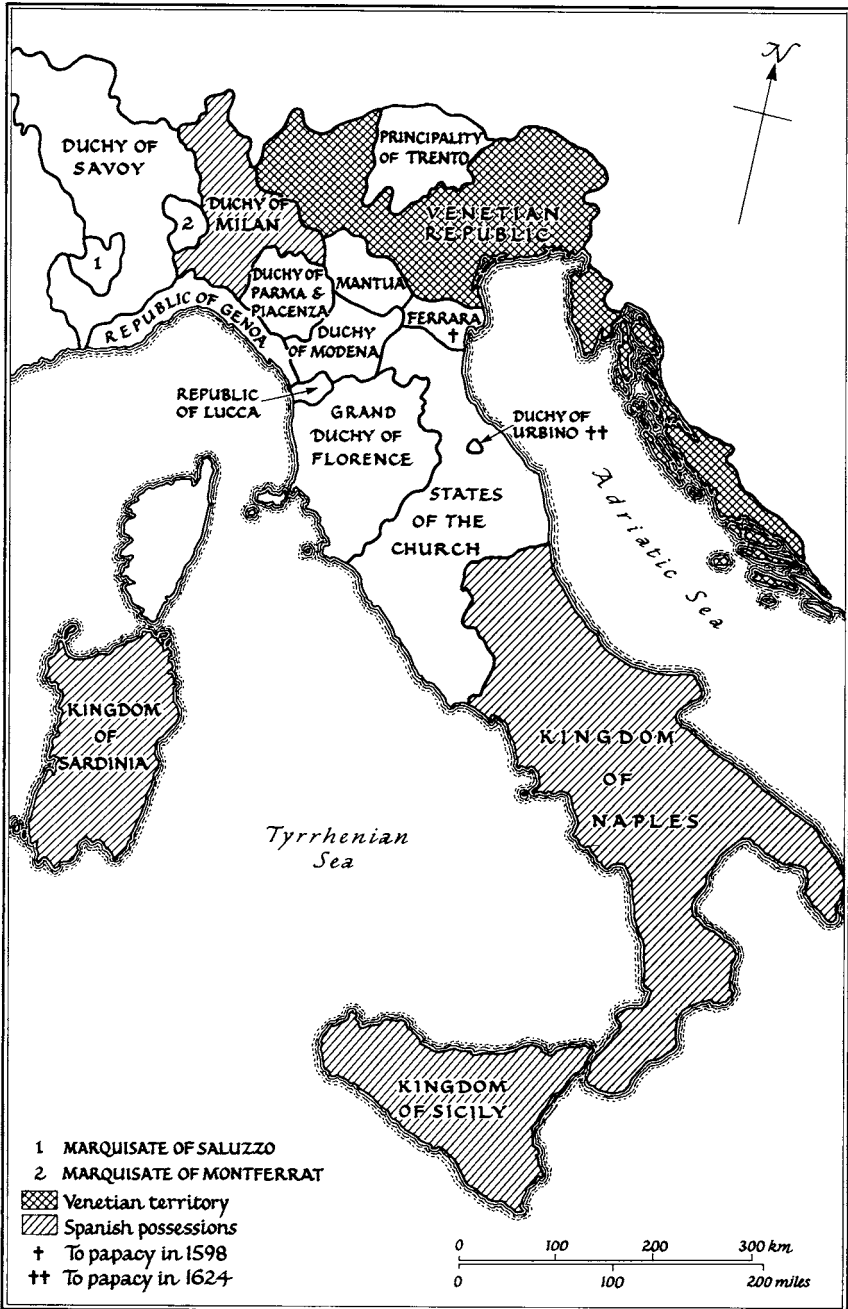 N
DUCHY OF
SAVOY
PRINCIPALITY
OF TRENTO
DUCHY OF
MILAN
2
1
VENETIAN
REPUBLIC
DUCHY OF
PARMA &
PIACENZA
MANTUA
FERRARA
†
REPUBLIC OF GENOA
DUCHY
OF MODENA
REPUBLIC
OF LUCCA
GRAND
DUCHY OF
FLORENCE
DUCHY OF
URBINO ††
STATES
OF THE
CHURCH
Adriatic Sea
KINGDOM
OF
SARDINIA
KINGDOM
OF
NAPLES
Tyrrhenian
Sea
KINGDOM
OF SICILY
1 MARQUISATE OF SALUZZO
2 MARQUISATE OF MONTFERRAT
Venetian territory
Spanish possessions
† To papacy in 1598
†† To papacy in 1624
0 100 200 300 km
0 100 200 miles